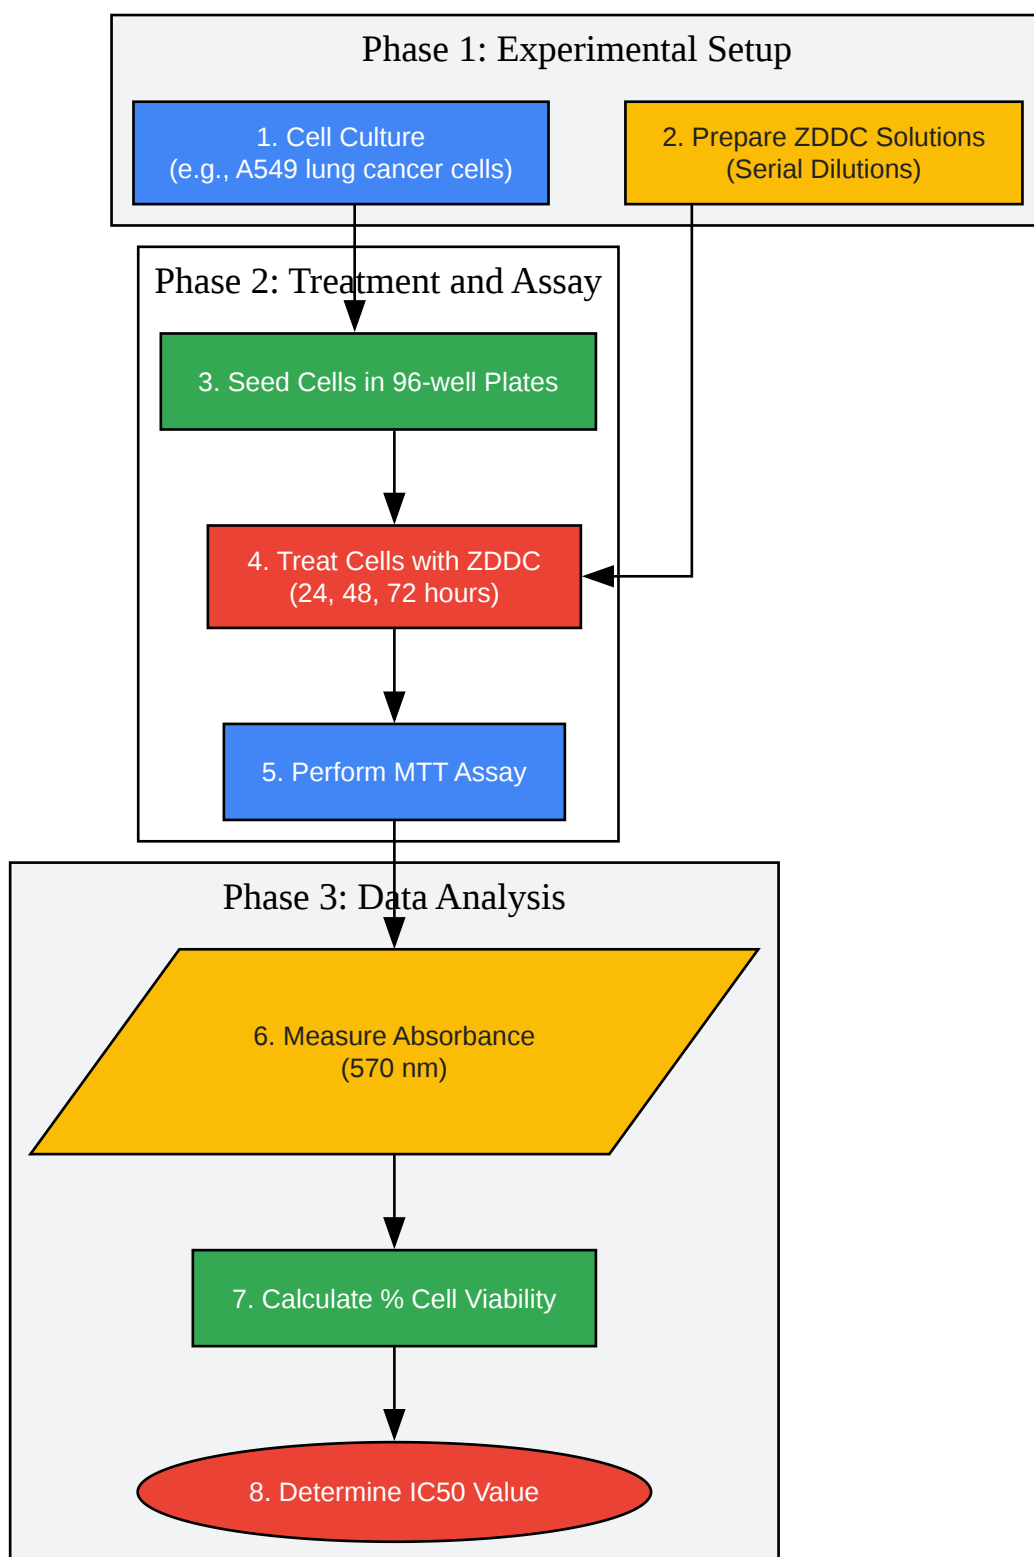 Phase 1: Experimental Setup
1. Cell Culture
(e.g., A549 lung cancer cells)
2. Prepare ZDDC Solutions
(Serial Dilutions)
Phase 2: Treatment and Assay
3. Seed Cells in 96-well Plates
4. Treat Cells with ZDDC
(24, 48, 72 hours)
5. Perform MTT Assay
Phase 3: Data Analysis
6. Measure Absorbance
(570 nm)
7. Calculate % Cell Viability
8. Determine IC50 Value